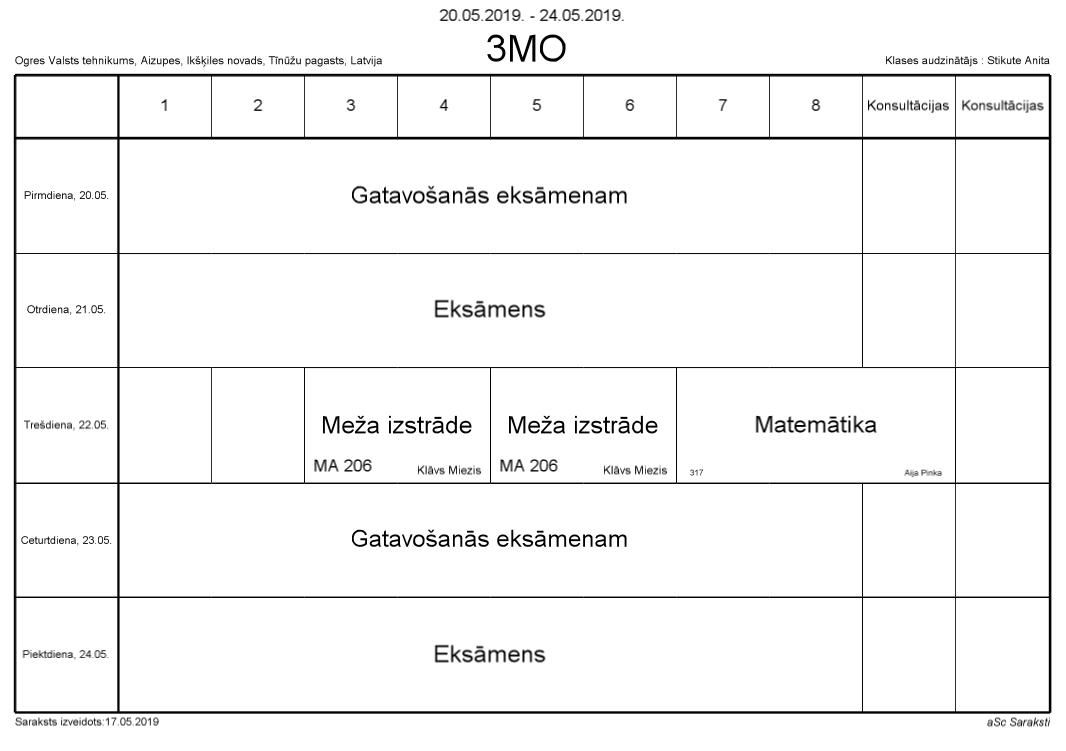 20.05.2019. - 24.05.2019.
3MO
Ogres Valsts tehnikums, Aizupes, Ikšķiles novads, Tīnūžu pagasts, Latvija
Klases audzinātājs : Stikute Anita
1 2 3 4 5 6 7 8 Konsultācijas Konsultācijas
Pirmdiena, 20.05. Gatavošanās eksāmenam
Otrdiena, 21.05. Eksāmens
Trešdiena, 22.05. Meža izstrāde Meža izstrāde Matemātika
MA 206 Klāvs Miezis MA 206 Klāvs Miezis 317 Aija Pinka
Ceturtdiena, 23.05. Gatavošanās eksāmenam
Piektdiena, 24.05. Eksāmens
Saraksts izveidots:17.05.2019
aSc Saraksti